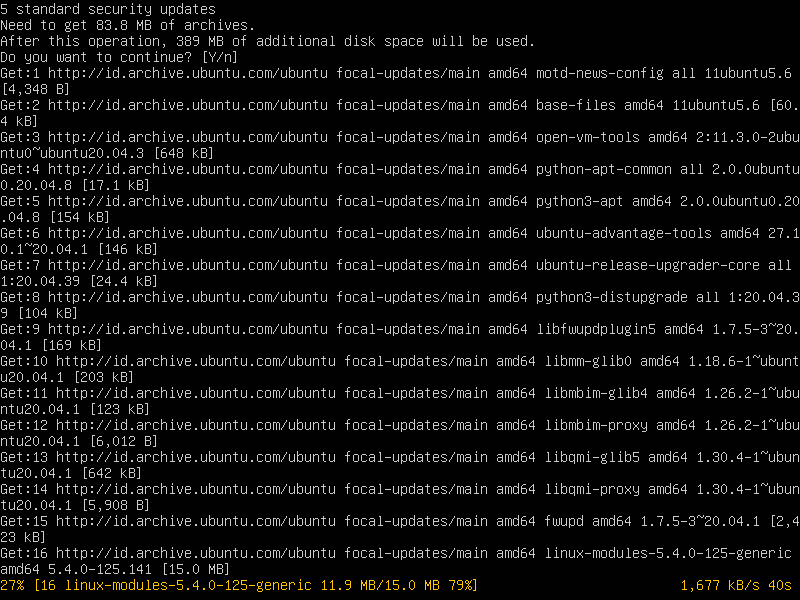 5 standard security updates
Need to get 83.8 MB of archives.
After this operation, 389 MB of additional disk space will be used.
Do you want to continue? [Y/n]
Get:1 http://id.archive.ubuntu.com/ubuntu focal-updates/main amd64 motd-news-config all 11ubuntu5.6
[4,348 B]
Get:2 http://id.archive.ubuntu.com/ubuntu focal-updates/main amd64 base-files amd64 11ubuntu5.6 [60.
4 kB]
Get:3 http://id.archive.ubuntu.com/ubuntu focal-updates/main amd64 open-vm-tools amd64 2:11.3.0-2ubu
ntu0~ubuntu20.04.3 [648 kB]
Get:4 http://id.archive.ubuntu.com/ubuntu focal-updates/main amd64 python-apt-common all 2.0.0ubuntu
0.20.04.8 [17.1 kB]
Get:5 http://id.archive.ubuntu.com/ubuntu focal-updates/main amd64 python3-apt amd64 2.0.0ubuntu0.20
.04.8 [154 kB]
Get:6 http://id.archive.ubuntu.com/ubuntu focal-updates/main amd64 ubuntu-advantage-tools amd64 27.1
0.1~20.04.1 [146 kB]
Get:7 http://id.archive.ubuntu.com/ubuntu focal-updates/main amd64 ubuntu-release-upgrader-core all
1:20.04.39 [24.4 kB]
Get:8 http://id.archive.ubuntu.com/ubuntu focal-updates/main amd64 python3-distupgrade all 1:20.04.3
9 [104 kB]
Get:9 http://id.archive.ubuntu.com/ubuntu focal-updates/main amd64 libfwupdplugin5 amd64 1.7.5-3~20.
04.1 [169 kB]
Get:10 http://id.archive.ubuntu.com/ubuntu focal-updates/main amd64 libmm-glib0 amd64 1.18.6-1~ubunt
u20.04.1 [203 kB]
Get:11 http://id.archive.ubuntu.com/ubuntu focal-updates/main amd64 libmbim-glib4 amd64 1.26.2-1~ubu
ntu20.04.1 [123 kB]
Get:12 http://id.archive.ubuntu.com/ubuntu focal-updates/main amd64 libmbim-proxy amd64 1.26.2-1~ubu
ntu20.04.1 [6,012 B]
Get:13 http://id.archive.ubuntu.com/ubuntu focal-updates/main amd64 libqmi-glib5 amd64 1.30.4-1~ubun
tu20.04.1 [642 kB]
Get:14 http://id.archive.ubuntu.com/ubuntu focal-updates/main amd64 libqmi-proxy amd64 1.30.4-1~ubun
tu20.04.1 [5,908 B]
Get:15 http://id.archive.ubuntu.com/ubuntu focal-updates/main amd64 fwupd amd64 1.7.5-3~20.04.1 [2,4
23 kB]
Get:16 http://id.archive.ubuntu.com/ubuntu focal-updates/main amd64 linux-modules-5.4.0-125-generic
amd64 5.4.0-125.141 [15.0 MB]
27% [16 linux-modules-5.4.0-125-generic 11.9 MB/15.0 MB 79%] 1,677 kB/s 40s